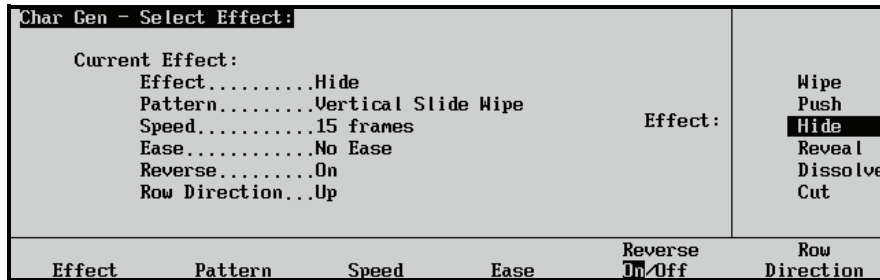 Char Gen - Select Effect:
Current Effect:
Effect..........Hide
Pattern.........Vertical Slide Wipe
Speed...........15 frames
Ease............No Ease
Reverse.........On
Row Direction...Up
Effect:
Wipe
Push
Hide
Reveal
Dissolve
Cut
Effect Pattern Speed Ease Reverse On/Off Row Direction